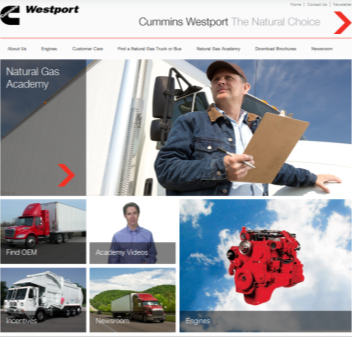 Home | Contact Us | Newsletter
Westport
Cummins Westport The Natural Choice
About Us Engines Customer Care Find a Natural Gas Truck or Bus Natural Gas Academy Download Brochures Newsroom
Natural Gas
Academy
Find OEM
Academy Videos
Incentives
Newsroom
Engines